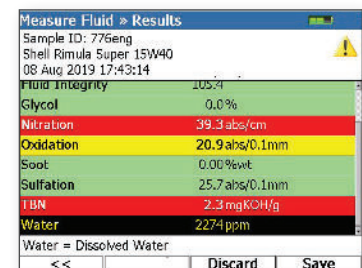 Measure Fluid » Results
Sample ID: 776eng
Shell Rimula Super 15W40
08 Aug 2019 17:43:14
Fluid Integrity 105.4
Glycol 0.0%
Nitration 39.3 abs/cm
Oxidation 20.9 abs/0.1mm
Soot 0.00 %wt
Sulfation 25.7 abs/0.1mm
TBN 2.3 mgKOH/g
Water 2274 ppm
Water = Dissolved Water
<< Discard Save